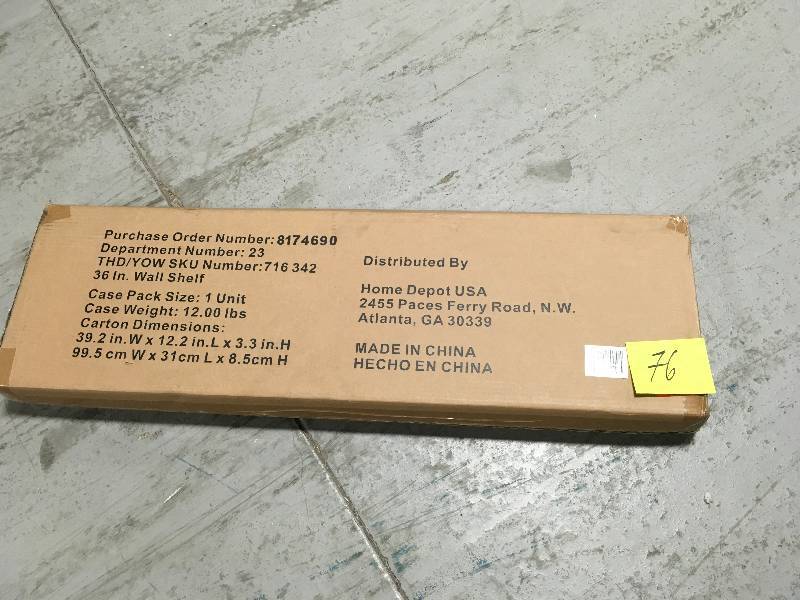 Purchase Order Number: 8174690
Department Number: 23
THD/YOW SKU Number: 716 342
36 In. Wall Shelf
Case Pack Size: 1 Unit
Case Weight: 12.00 lbs
Carton Dimensions:
39.2 in.W x 12.2 in.L x 3.3 in.H
99.5 cm W x 31cm L x 8.5cm H
Distributed By
Home Depot USA
2455 Paces Ferry Road, N.W.
Atlanta, GA 30339
MADE IN CHINA
HECHO EN CHINA
76